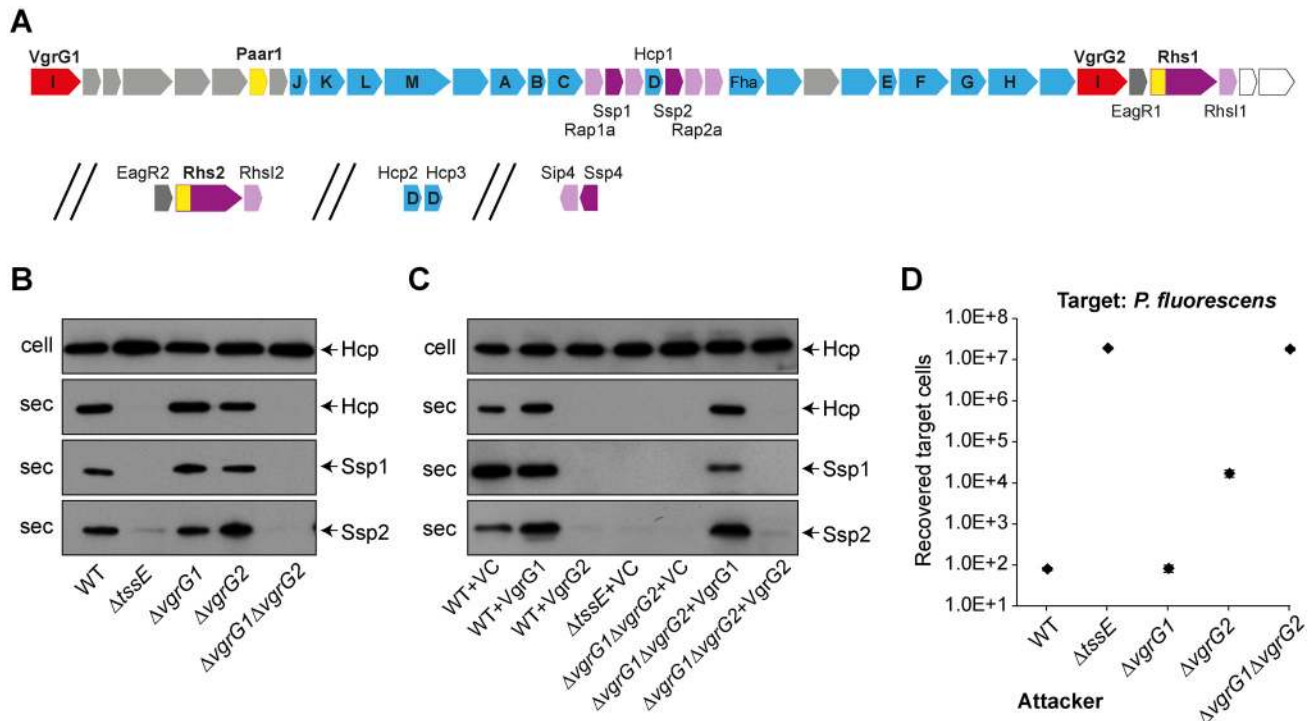 A
VgrG1 Paar1 Hcp1 VgrG2 Rhs1
I J K L M A B C D Fha E F G H I
Ssp1 Ssp2 EagR1 RhsI1
Rap1a Rap2a
EagR2 Rhs2 RhsI2 Hcp2 Hcp3 Sip4 Ssp4
D D
B
cell Hcp
sec Hcp
sec Ssp1
sec Ssp2
WT ΔtssE ΔvgrG1 ΔvgrG2 ΔvgrG1ΔvgrG2
C
cell Hcp
sec Hcp
sec Ssp1
sec Ssp2
WT+VC WT+VgrG1 WT+VgrG2 ΔtssE+VC ΔvgrG1ΔvgrG2+VC ΔvgrG1ΔvgrG2+VgrG1 ΔvgrG1ΔvgrG2+VgrG2
D
Target: P. fluorescens
Recovered target cells
1.0E+8
1.0E+7
1.0E+6
1.0E+5
1.0E+4
1.0E+3
1.0E+2
1.0E+1
WT ΔtssE ΔvgrG1 ΔvgrG2 ΔvgrG1ΔvgrG2
Attacker